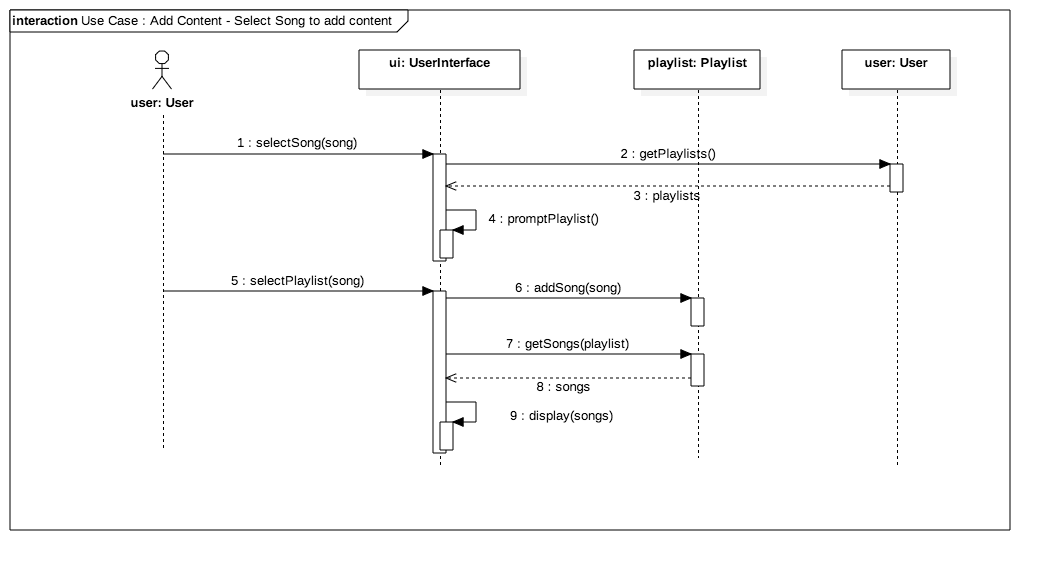 interaction Use Case : Add Content - Select Song to add content
user: User
ui: UserInterface
playlist: Playlist
user: User
1 : selectSong(song)
2 : getPlaylists()
3 : playlists
4 : promptPlaylist()
5 : selectPlaylist(song)
6 : addSong(song)
7 : getSongs(playlist)
8 : songs
9 : display(songs)